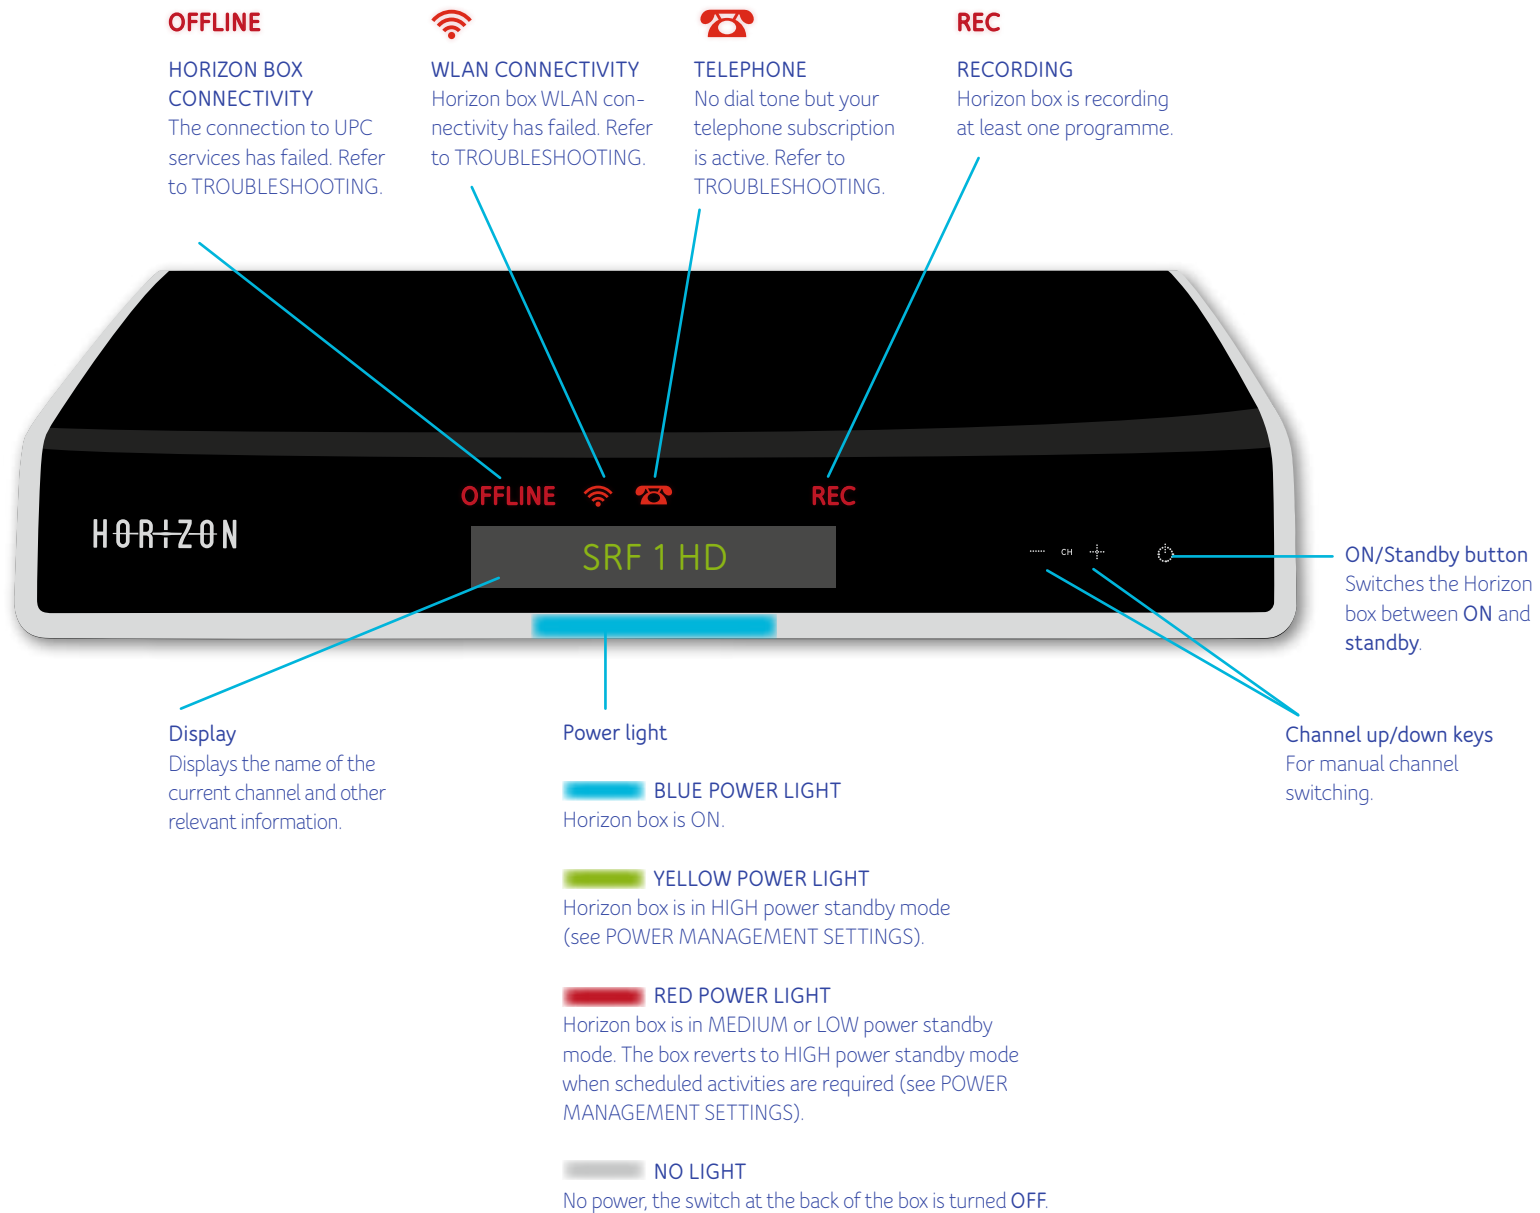 OFFLINE
HORIZON BOX
CONNECTIVITY
The connection to UPC
services has failed. Refer
to TROUBLESHOOTING.
WLAN CONNECTIVITY
Horizon box WLAN con-
nectivity has failed. Refer
to TROUBLESHOOTING.
TELEPHONE
No dial tone but your
telephone subscription
is active. Refer to
TROUBLESHOOTING.
REC
RECORDING
Horizon box is recording
at least one programme.
OFFLINE
REC
HORIZON
SRF 1 HD
CH
ON/Standby button
Switches the Horizon
box between ON and
standby.
Display
Displays the name of the
current channel and other
relevant information.
Power light
BLUE POWER LIGHT
Horizon box is ON.
YELLOW POWER LIGHT
Horizon box is in HIGH power standby mode
(see POWER MANAGEMENT SETTINGS).
RED POWER LIGHT
Horizon box is in MEDIUM or LOW power standby
mode. The box reverts to HIGH power standby mode
when scheduled activities are required (see POWER
MANAGEMENT SETTINGS).
NO LIGHT
No power, the switch at the back of the box is turned OFF.
Channel up/down keys
For manual channel
switching.